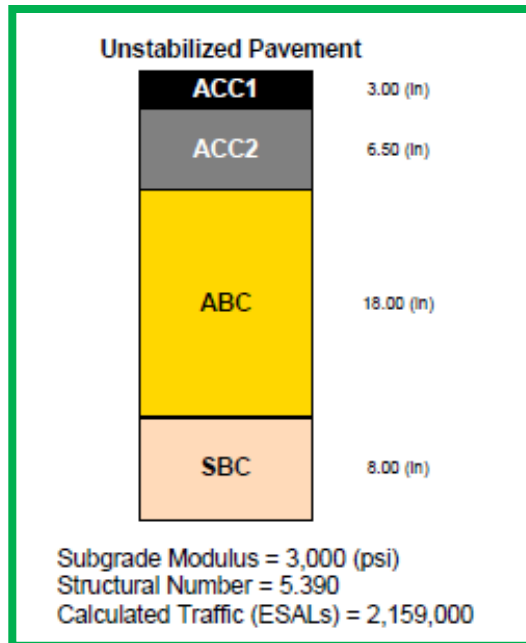 Unstabilized Pavement
ACC1 3.00 (In)
ACC2 6.50 (In)
ABC 18.00 (In)
SBC 8.00 (In)
Subgrade Modulus = 3,000 (psi)
Structural Number = 5.390
Calculated Traffic (ESALs) = 2,159,000